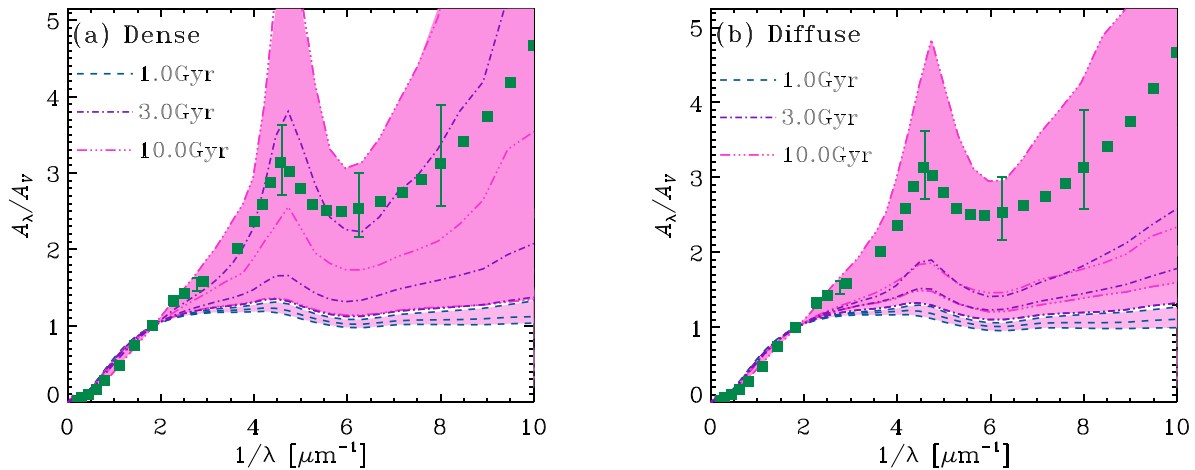 (a) Dense
1.0Gyr
3.0Gyr
10.0Gyr
5
4
3
2
1
0
A_λ/A_V
0 2 4 6 8 10
1/λ [μm⁻¹]
(b) Diffuse
1.0Gyr
3.0Gyr
10.0Gyr
5
4
3
2
1
0
A_λ/A_V
0 2 4 6 8 10
1/λ [μm⁻¹]